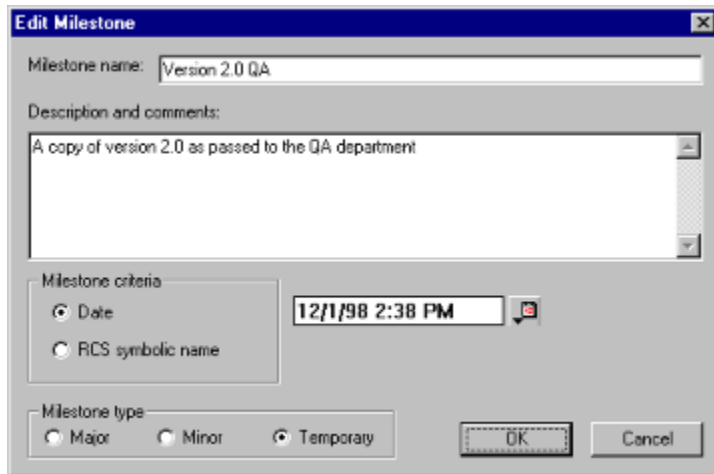 Edit Milestone
Milestone name: Version 2.0 QA
Description and comments:
A copy of version 2.0 as passed to the QA department
Milestone criteria
Date 12/1/98 2:38 PM
RCS symbolic name
Milestone type
Major Minor Temporary OK Cancel